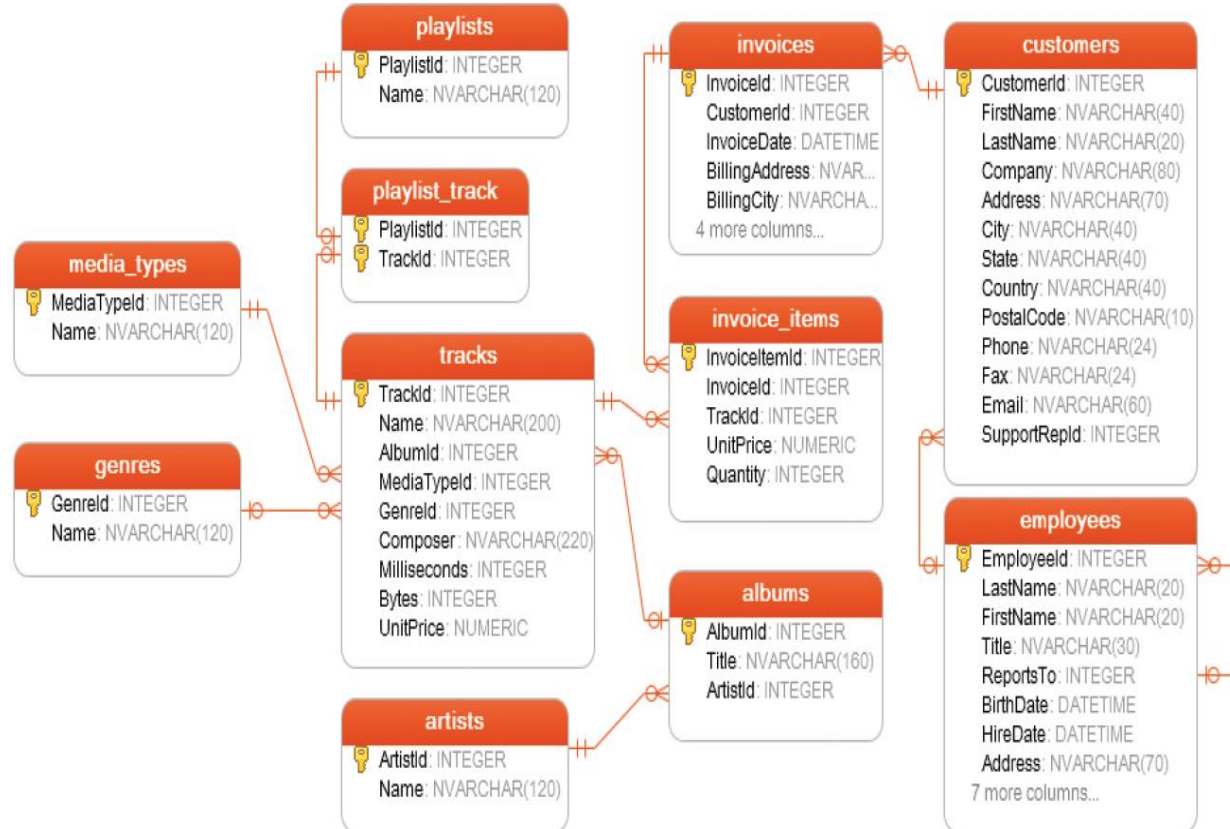 playlists
PlaylistId: INTEGER
Name: NVARCHAR(120)
playlist_track
PlaylistId: INTEGER
TrackId: INTEGER
media_types
MediaTypeId: INTEGER
Name: NVARCHAR(120)
genres
GenreId: INTEGER
Name: NVARCHAR(120)
tracks
TrackId: INTEGER
Name: NVARCHAR(200)
AlbumId: INTEGER
MediaTypeId: INTEGER
GenreId: INTEGER
Composer: NVARCHAR(220)
Milliseconds: INTEGER
Bytes: INTEGER
UnitPrice: NUMERIC
artists
ArtistId: INTEGER
Name: NVARCHAR(120)
invoices
InvoiceId: INTEGER
CustomerId: INTEGER
InvoiceDate: DATETIME
BillingAddress: NVAR...
BillingCity: NVARCHA...
4 more columns...
invoice_items
InvoiceItemId: INTEGER
InvoiceId: INTEGER
TrackId: INTEGER
UnitPrice: NUMERIC
Quantity: INTEGER
albums
AlbumId: INTEGER
Title: NVARCHAR(160)
ArtistId: INTEGER
customers
CustomerId: INTEGER
FirstName: NVARCHAR(40)
LastName: NVARCHAR(20)
Company: NVARCHAR(80)
Address: NVARCHAR(70)
City: NVARCHAR(40)
State: NVARCHAR(40)
Country: NVARCHAR(40)
PostalCode: NVARCHAR(10)
Phone: NVARCHAR(24)
Fax: NVARCHAR(24)
Email: NVARCHAR(60)
SupportRepId: INTEGER
employees
EmployeeId: INTEGER
LastName: NVARCHAR(20)
FirstName: NVARCHAR(20)
Title: NVARCHAR(30)
ReportsTo: INTEGER
BirthDate: DATETIME
HireDate: DATETIME
Address: NVARCHAR(70)
7 more columns...